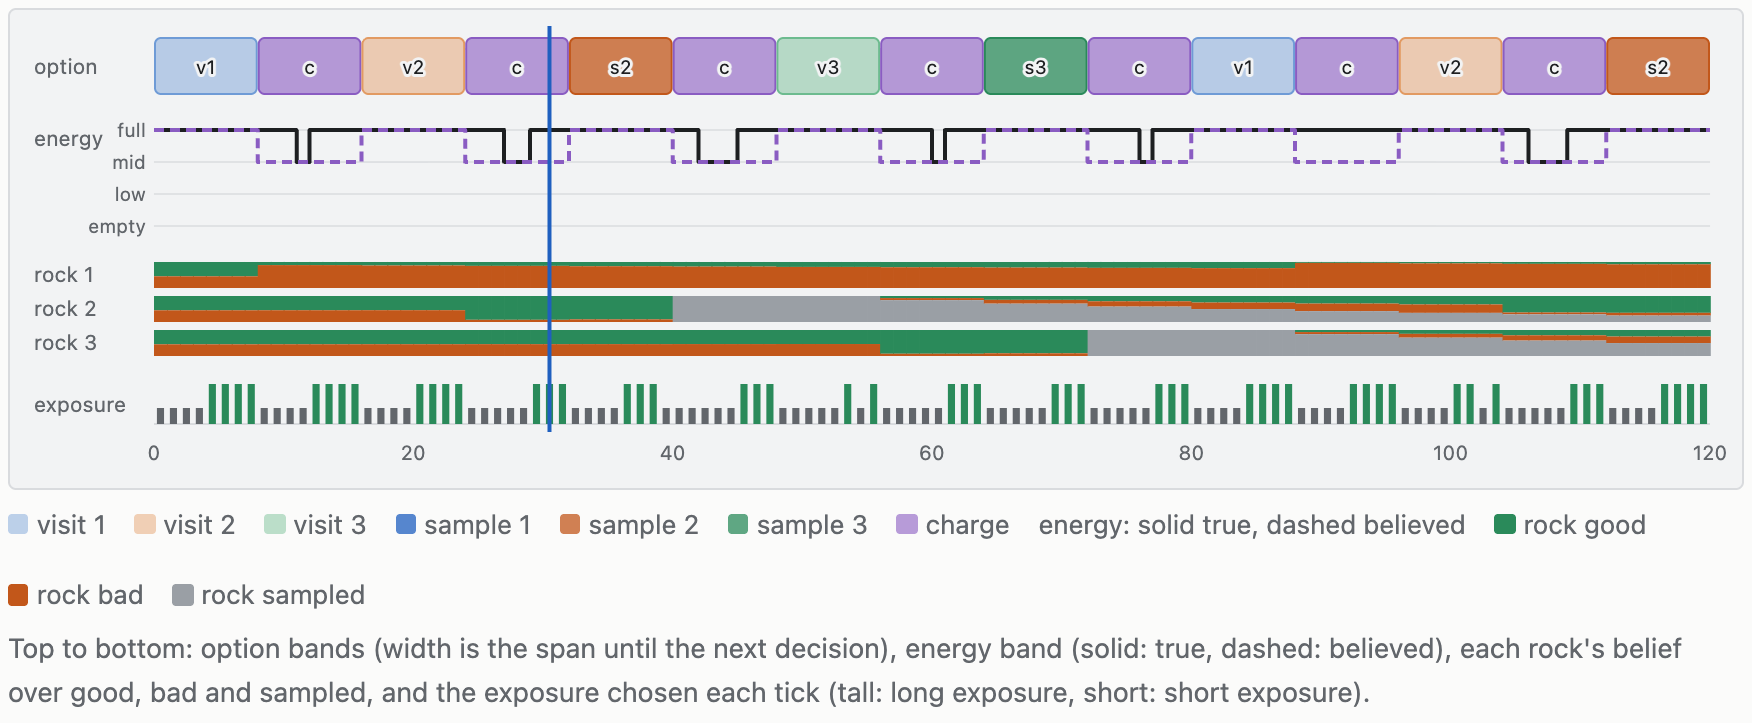 option v1 c v2 c s2 c v3 c s3 c v1 c v2 c s2
energy full
mid
low
empty
rock 1
rock 2
rock 3
exposure
0 20 40 60 80 100 120
visit 1 visit 2 visit 3 sample 1 sample 2 sample 3 charge energy: solid true, dashed believed rock good
rock bad rock sampled
Top to bottom: option bands (width is the span until the next decision), energy band (solid: true, dashed: believed), each rock's belief
over good, bad and sampled, and the exposure chosen each tick (tall: long exposure, short: short exposure).